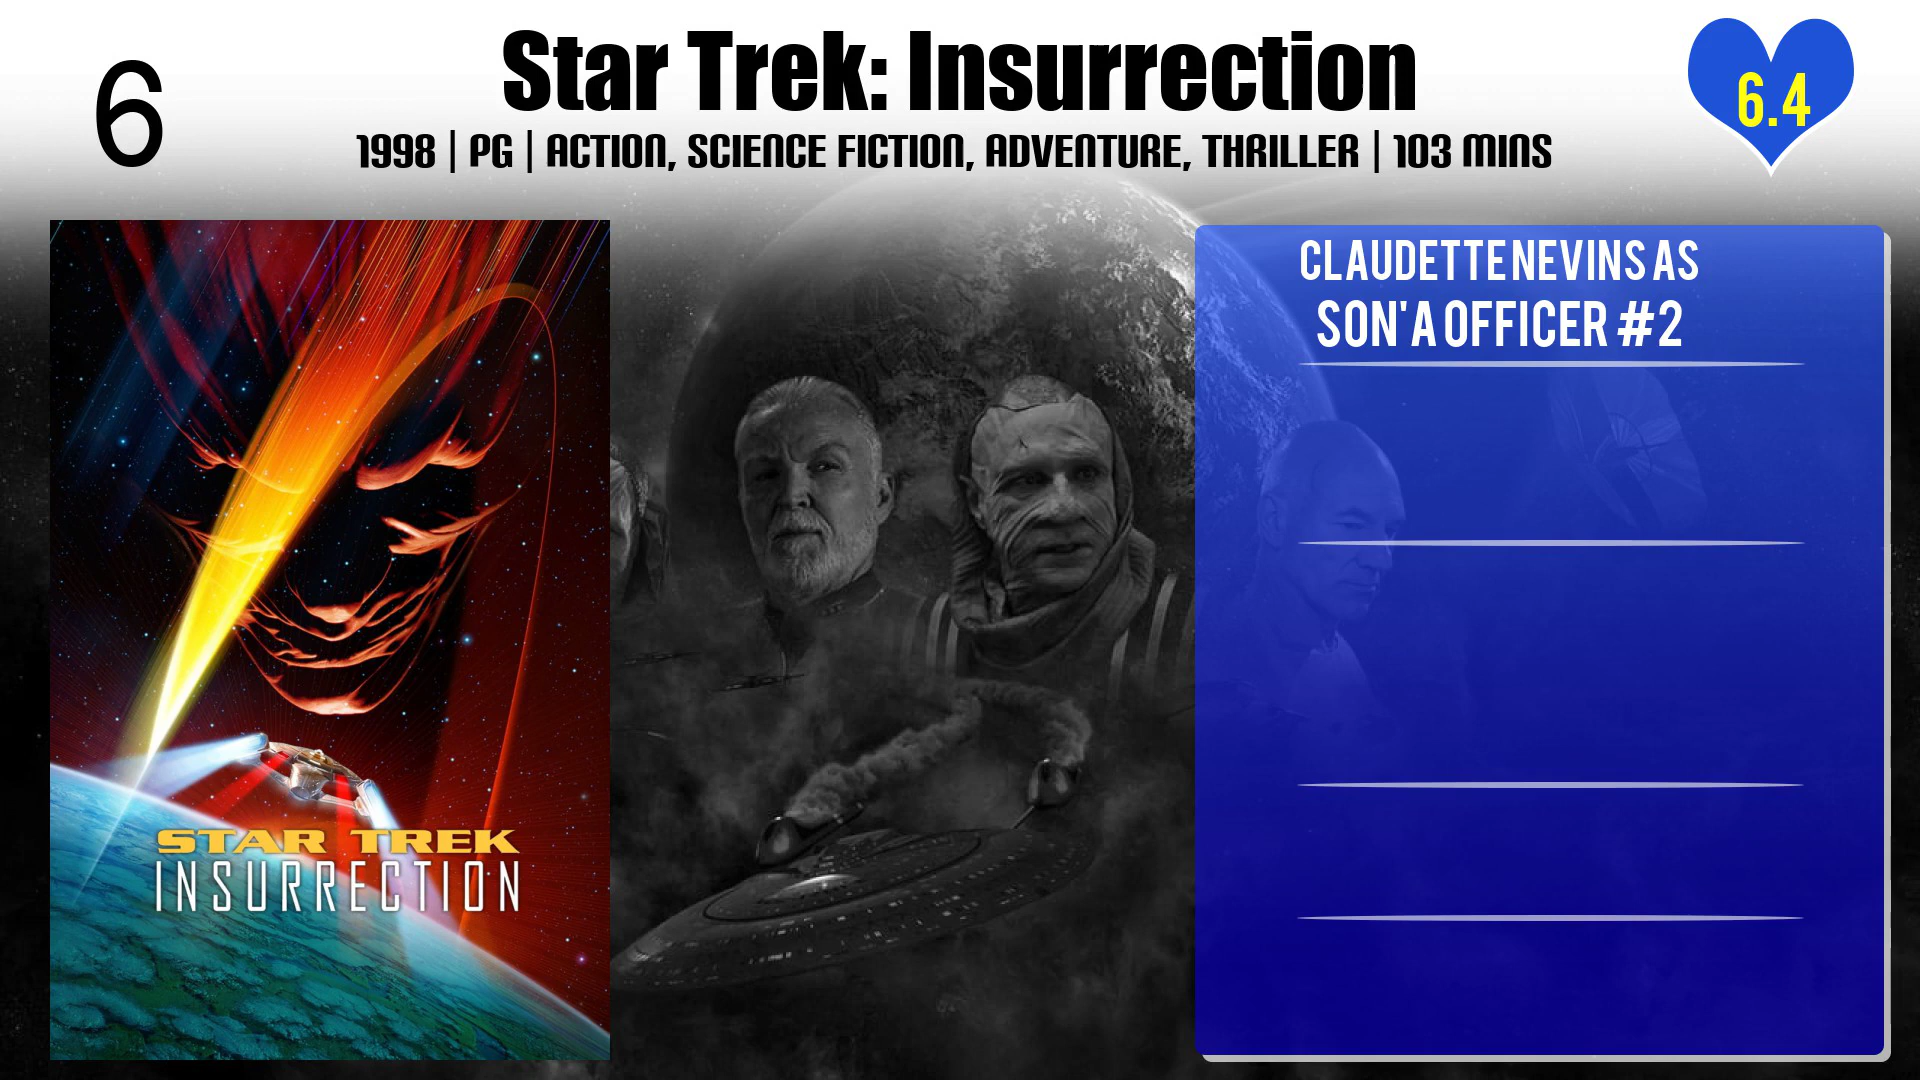 6
Star Trek: Insurrection
1998 | PG | ACTION, SCIENCE FICTION, ADVENTURE, THRILLER | 103 MINS
6.4
STAR TREK
INSURRECTION
CLAUDETTE NEVINS AS
SON'A OFFICER #2